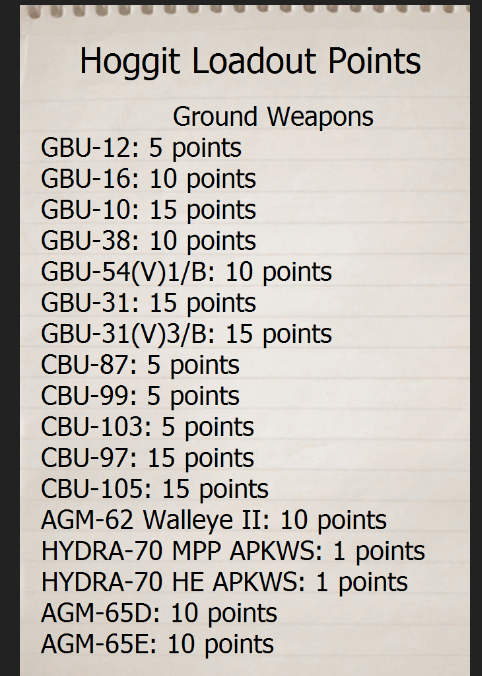 Hoggit Loadout Points
Ground Weapons
GBU-12: 5 points
GBU-16: 10 points
GBU-10: 15 points
GBU-38: 10 points
GBU-54(V)1/B: 10 points
GBU-31: 15 points
GBU-31(V)3/B: 15 points
CBU-87: 5 points
CBU-99: 5 points
CBU-103: 5 points
CBU-97: 15 points
CBU-105: 15 points
AGM-62 Walleye II: 10 points
HYDRA-70 MPP APKWS: 1 points
HYDRA-70 HE APKWS: 1 points
AGM-65D: 10 points
AGM-65E: 10 points